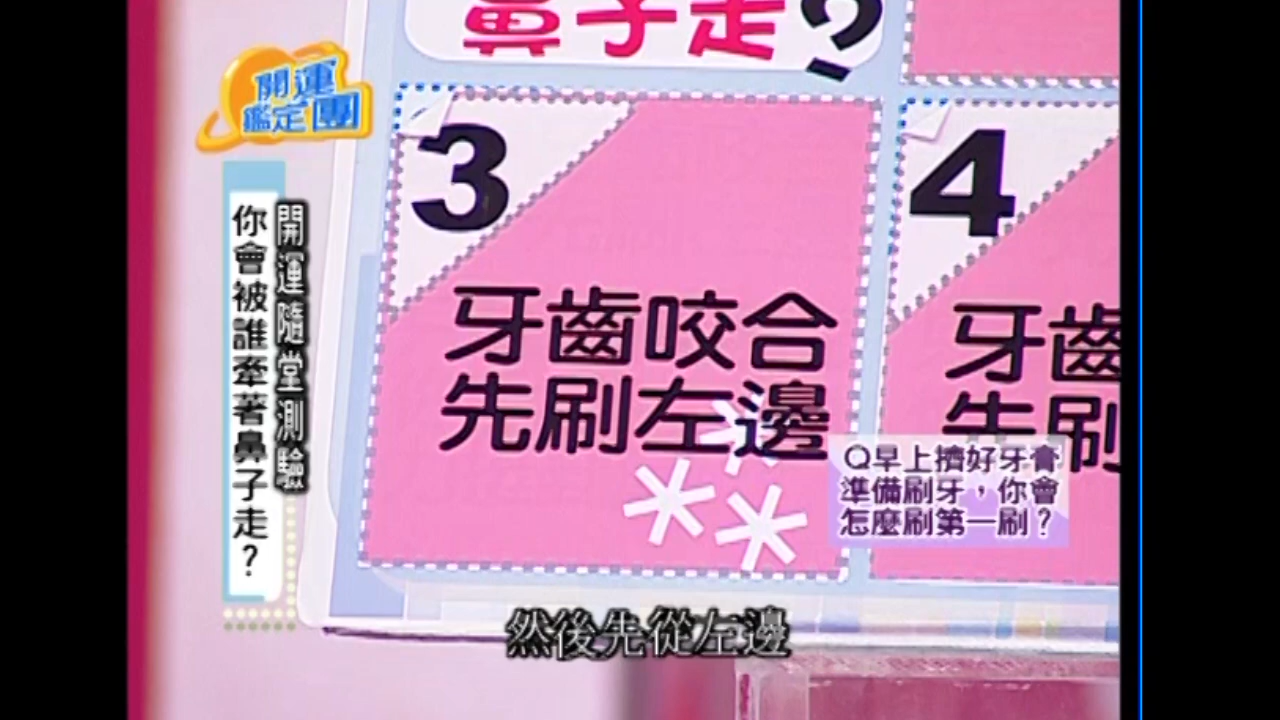 鼻子走?
開運
鑑定團
3
牙齒咬合
先刷左邊
4
牙齒
先刷
開運隨堂測驗
你會被誰牽著鼻子走?
Q早上擠好牙膏
準備刷牙，你會
怎麼刷第一刷?
然後先從左邊